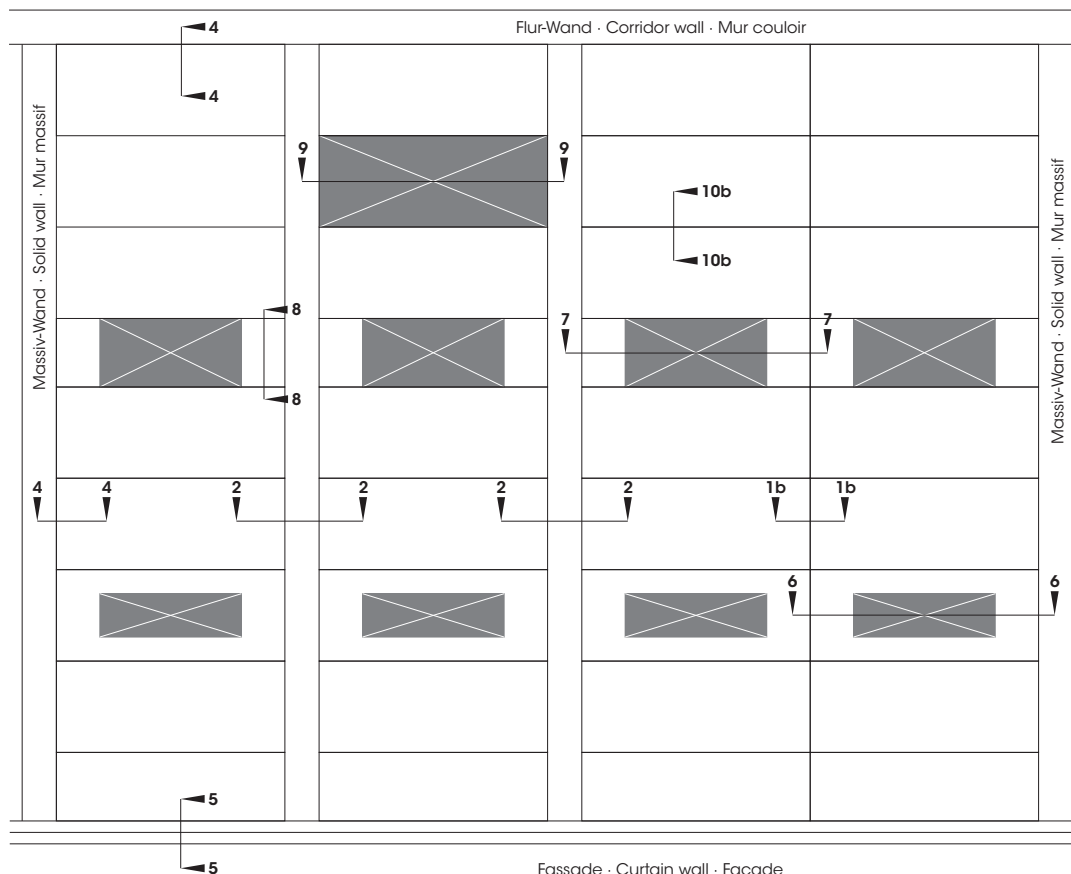 Flur-Wand · Corridor wall · Mur couloir
4
4
Massiv-Wand · Solid wall · Mur massif
9
9
10b
10b
Massiv-Wand · Solid wall · Mur massif
8
7
7
8
4
4
2
2
2
2
1b
1b
6
6
5
5
Fassade · Curtain wall · Façade